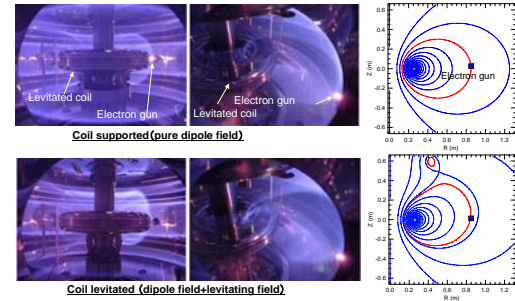 Levitated coil
Electron gun
Electron gun
Levitated coil
Coil supported(pure dipole field)
Z (m)
0.6
0.4
0.2
0.0
-0.2
-0.4
-0.6
Electron gun
0.0 0.2 0.4 0.6 0.8 1.0 1.2
R (m)
Coil levitated (dipole field+levitating field)
Z (m)
0.6
0.4
0.2
0.0
-0.2
-0.4
-0.6
0.0 0.2 0.4 0.6 0.8 1.0 1.2
R (m)